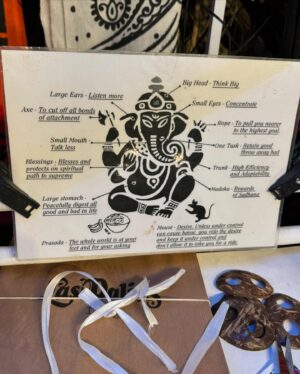 Big Head - Think Big
Large Ears - Listen more
Small Eyes - Concentrate
Axe - To cut off all bonds
of attachment
Rope - To pull you nearer
to the highest goal
Small Mouth
Talk less
One Tusk - Retain good
throw away bad
Blessings - Blesses and
protects on spiritual
path to supreme
Trunk - High Efficiency
and Adaptability
Modaka - Rewards
of Sadhana
Large stomach -
Peacefully digest all
good and bad in life
Mount - Desire. Unless under control
can cause havoc. you ride the desire
and keep it under control and
don't allow it to take you for a ride.
Prasada - The whole world is at your
feet and for your asking